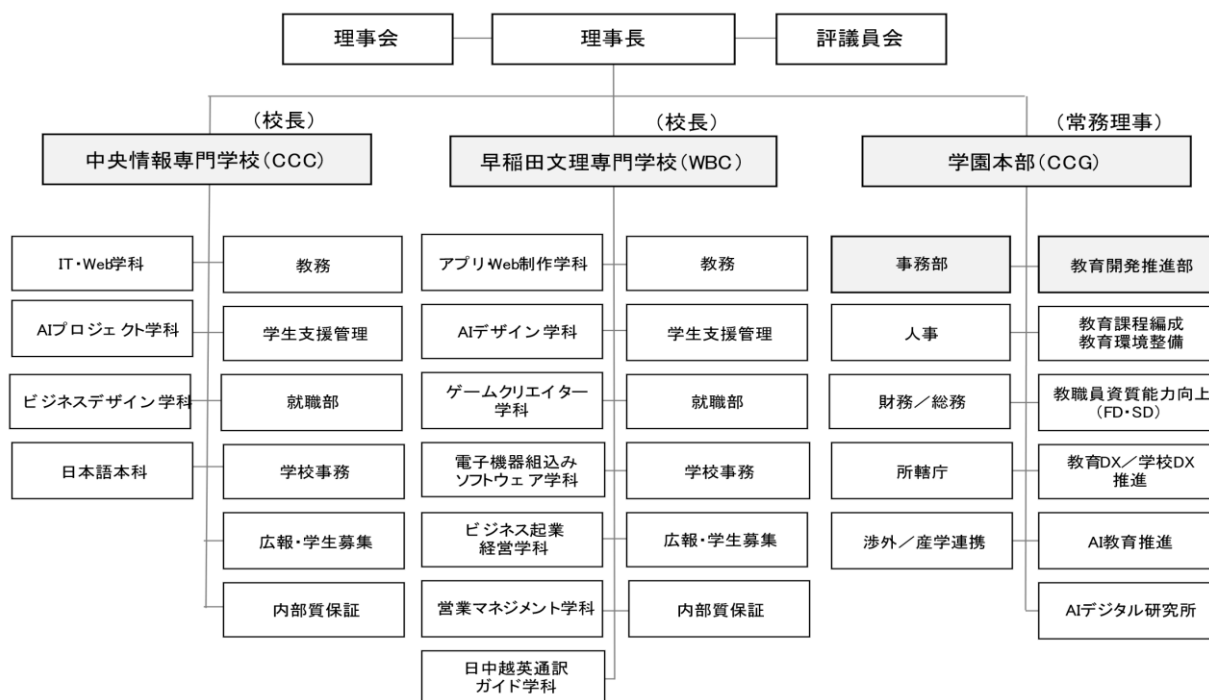 理事会
理事長
評議員会
(校長)
中央情報専門学校(CCC)
(校長)
早稲田文理専門学校(WBC)
(常務理事)
学園本部(CCG)
IT・Web学科
AIプロジェクト学科
ビジネスデザイン学科
日本語本科
教務
学生支援管理
就職部
学校事務
広報・学生募集
内部質保証
アプリ・Web制作学科
AIデザイン学科
ゲームクリエイター
学科
電子機器組込み
ソフトウェア学科
ビジネス起業
経営学科
営業マネジメント学科
日中越英通訳
ガイド学科
教務
学生支援管理
就職部
学校事務
広報・学生募集
内部質保証
事務部
人事
財務/総務
所轄庁
渉外/産学連携
教育開発推進部
教育課程編成
教育環境整備
教職員資質能力向上
(FD・SD)
教育DX/学校DX
推進
AI教育推進
AIデジタル研究所